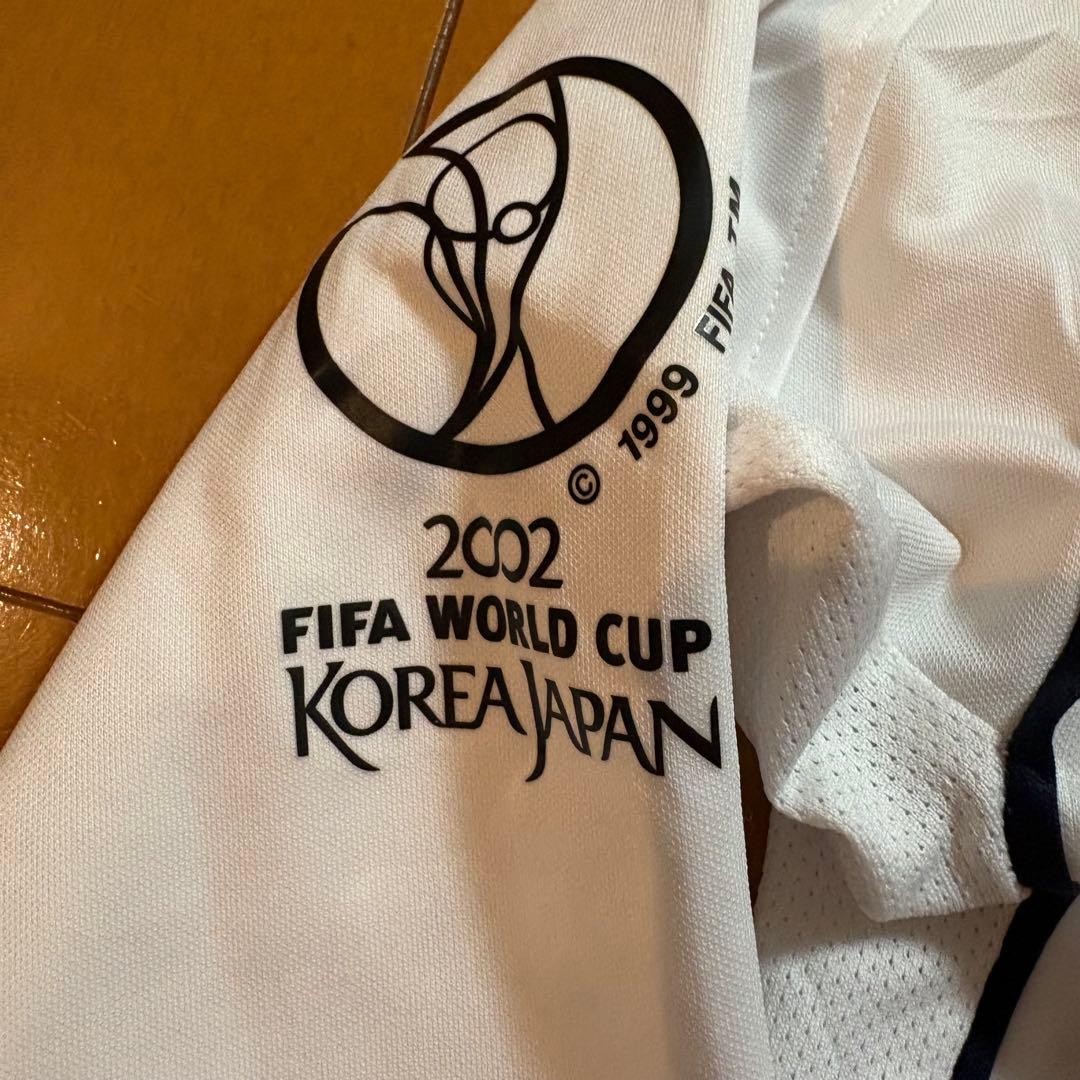 © 1999 FIFA TM
2002
FIFA WORLD CUP
KOREA JAPAN